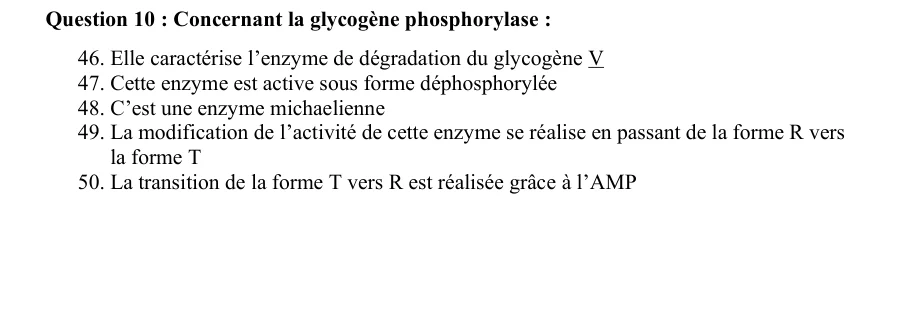 Question 10 : Concernant la glycogène phosphorylase :
46. Elle caractérise l’enzyme de dégradation du glycogène V
47. Cette enzyme est active sous forme déphosphorylée
48. C’est une enzyme michaelienne
49. La modification de l’activité de cette enzyme se réalise en passant de la forme R vers
la forme T
50. La transition de la forme T vers R est réalisée grâce à l’AMP